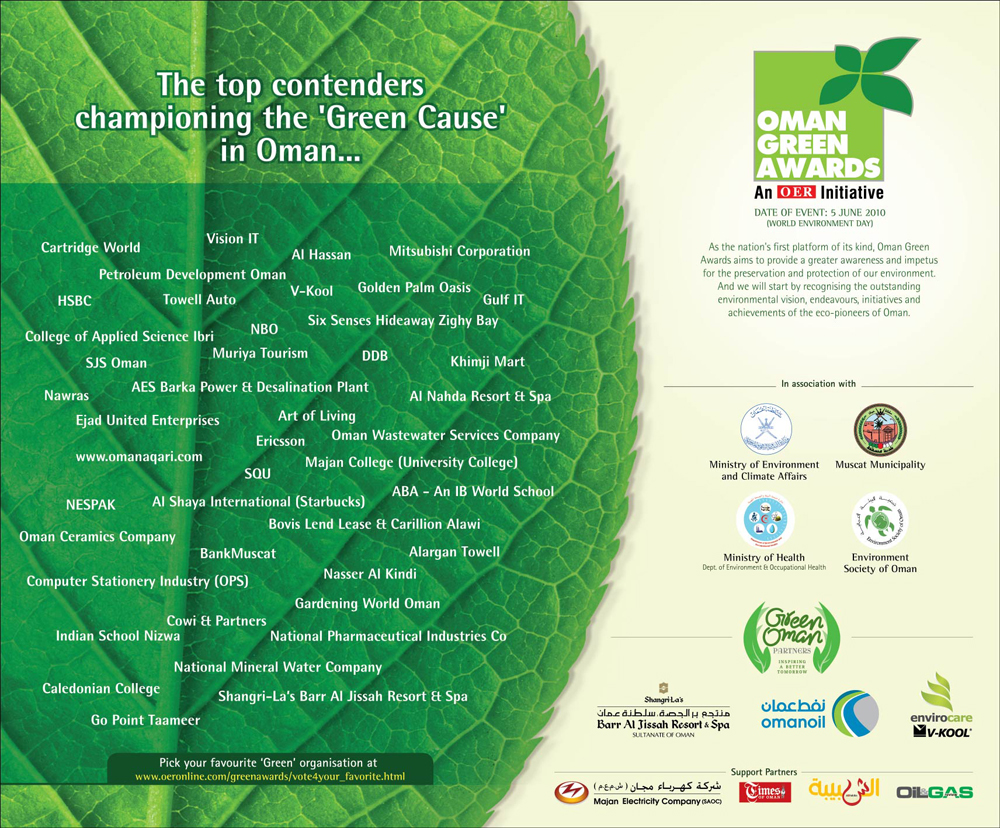 The top contenders
championing the 'Green Cause'
in Oman...
Vision IT
Cartridge World
Al Hassan
Mitsubishi Corporation
Petroleum Development Oman
V-Kool
Golden Palm Oasis
HSBC
Towell Auto
Gulf IT
Six Senses Hideaway Zighy Bay
NBO
College of Applied Science Ibri
Muriya Tourism
DDB
SJS Oman
Khimji Mart
AES Barka Power & Desalination Plant
Nawras
Al Nahda Resort & Spa
Art of Living
Ejad United Enterprises
Ericsson
Oman Wastewater Services Company
www.omanaqari.com
Majan College (University College)
SQU
ABA - An IB World School
NESPAK
Al Shaya International (Starbucks)
Bovis Lend Lease & Carillion Alawi
Oman Ceramics Company
BankMuscat
Alargan Towell
Computer Stationery Industry (OPS)
Nasser Al Kindi
Gardening World Oman
Cowi & Partners
Indian School Nizwa
National Pharmaceutical Industries Co
National Mineral Water Company
Caledonian College
Shangri-La's Barr Al Jissah Resort & Spa
Go Point Taameer
Pick your favourite 'Green' organisation at
www.oeronline.com/greenawards/vote4your_favorite.html
OMAN
GREEN
AWARDS
An OER Initiative
DATE OF EVENT: 5 JUNE 2010
(WORLD ENVIRONMENT DAY)
As the nation's first platform of its kind, Oman Green
Awards aims to provide a greater awareness and impetus
for the preservation and protection of our environment.
And we will start by recognising the outstanding
environmental vision, endeavours, initiatives and
achievements of the eco-pioneers of Oman.
In association with
Ministry of Environment
and Climate Affairs
Muscat Municipality
Ministry of Health
Dept. of Environment & Occupational Health
Environment
Society of Oman
Green
Oman
PARTNERS
INSPIRING
A BETTER
TOMORROW
Shangri-La's
منتجع بر الجصة، سلطنة عمان
Barr Al Jissah Resort & Spa
SULTANATE OF OMAN
نفط عمان
omanoil
envirocare
V-KOOL®
Support Partners
شركة كهرباء مجان (ش م ع م)
Majan Electricity Company (SAOC)
Times
OF OMAN
الشبيبة
OIL&GAS